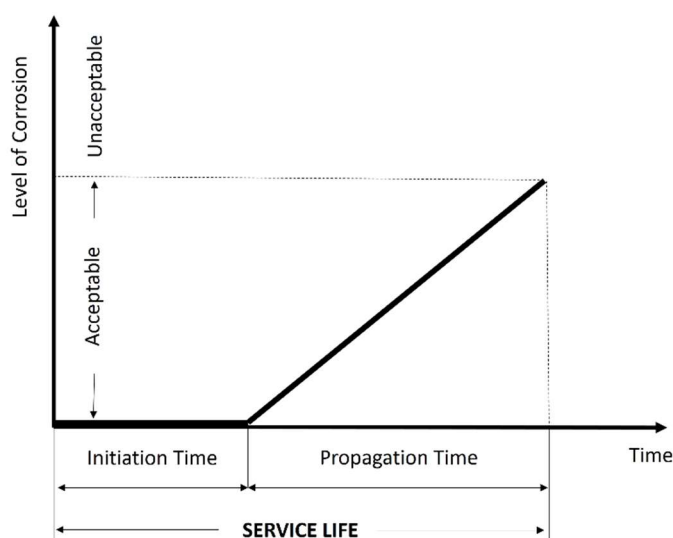 Level of Corrosion
Unacceptable
Acceptable
Initiation Time
Propagation Time
Time
SERVICE LIFE